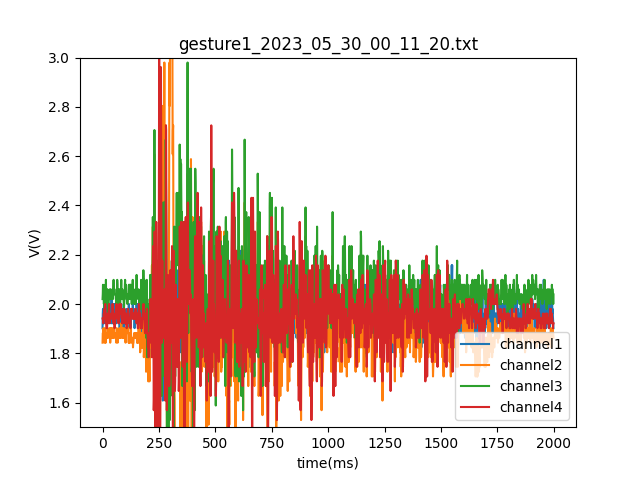 gesture1_2023_05_30_00_11_20.txt
3.0
2.8
2.6
2.4
2.2
2.0
1.8
1.6
V(V)
channel1
channel2
channel3
channel4
0 250 500 750 1000 1250 1500 1750 2000
time(ms)